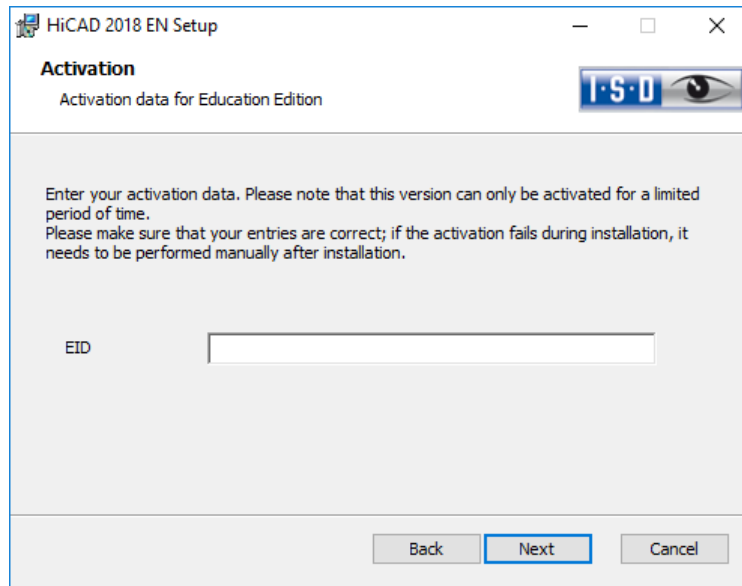 HiCAD 2018 EN Setup
Activation
Activation data for Education Edition
I·S·D
Enter your activation data. Please note that this version can only be activated for a limited
period of time.
Please make sure that your entries are correct; if the activation fails during installation, it
needs to be performed manually after installation.
EID
Back Next Cancel